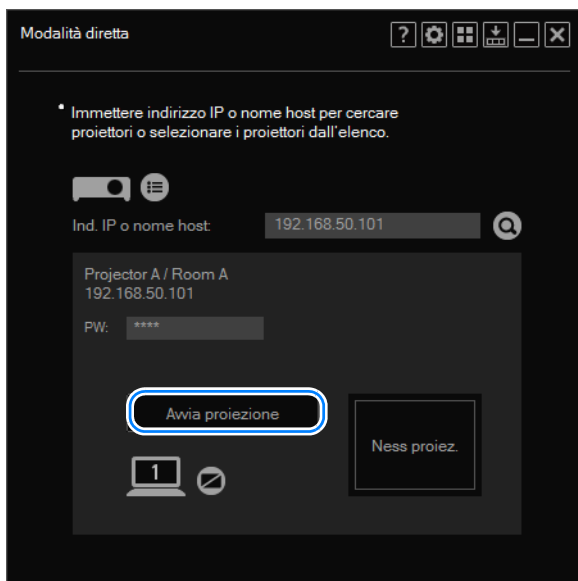 Modalità diretta
?
Immettere indirizzo IP o nome host per cercare
proiettori o selezionare i proiettori dall'elenco.
Ind. IP o nome host: 192.168.50.101
Projector A / Room A
192.168.50.101
PW: ****
Avvia proiezione
Ness proiez.
1